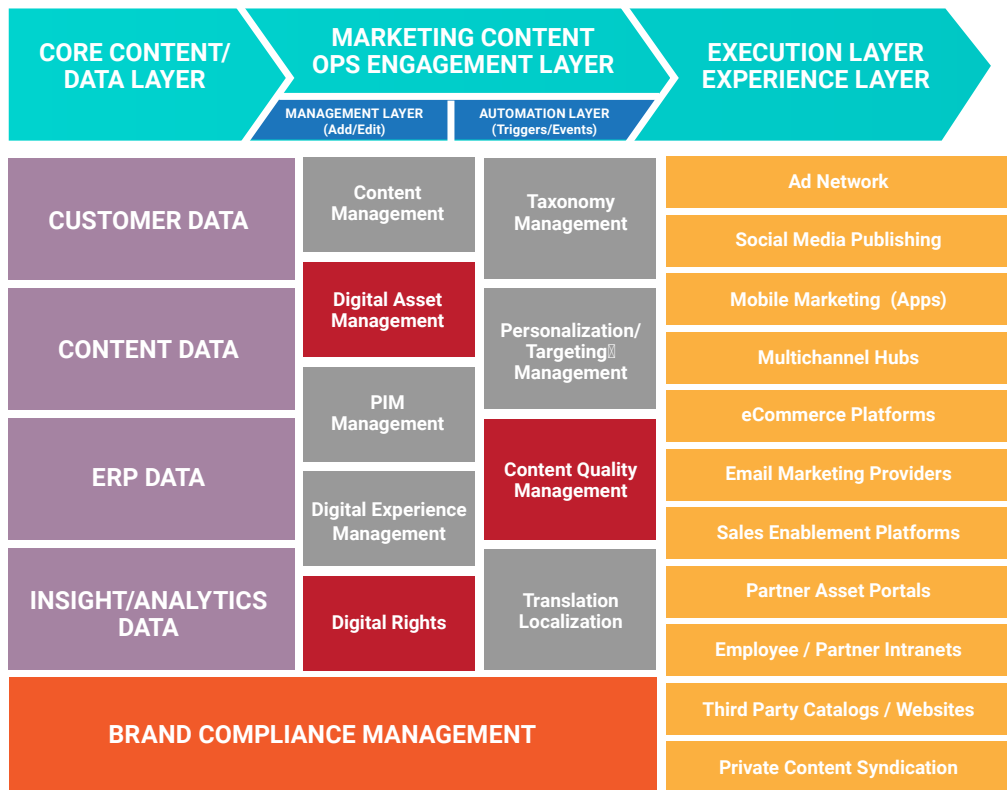 CORE CONTENT/
DATA LAYER
MARKETING CONTENT
OPS ENGAGEMENT LAYER
EXECUTION LAYER
EXPERIENCE LAYER
MANAGEMENT LAYER
(Add/Edit)
AUTOMATION LAYER
(Triggers/Events)
CUSTOMER DATA
CONTENT DATA
ERP DATA
INSIGHT/ANALYTICS
DATA
Content
Management
Digital Asset
Management
PIM
Management
Digital Experience
Management
Digital Rights
Taxonomy
Management
Personalization/
Targeting
Management
Content Quality
Management
Translation
Localization
Ad Network
Social Media Publishing
Mobile Marketing (Apps)
Multichannel Hubs
eCommerce Platforms
Email Marketing Providers
Sales Enablement Platforms
Partner Asset Portals
Employee / Partner Intranets
Third Party Catalogs / Websites
Private Content Syndication
BRAND COMPLIANCE MANAGEMENT